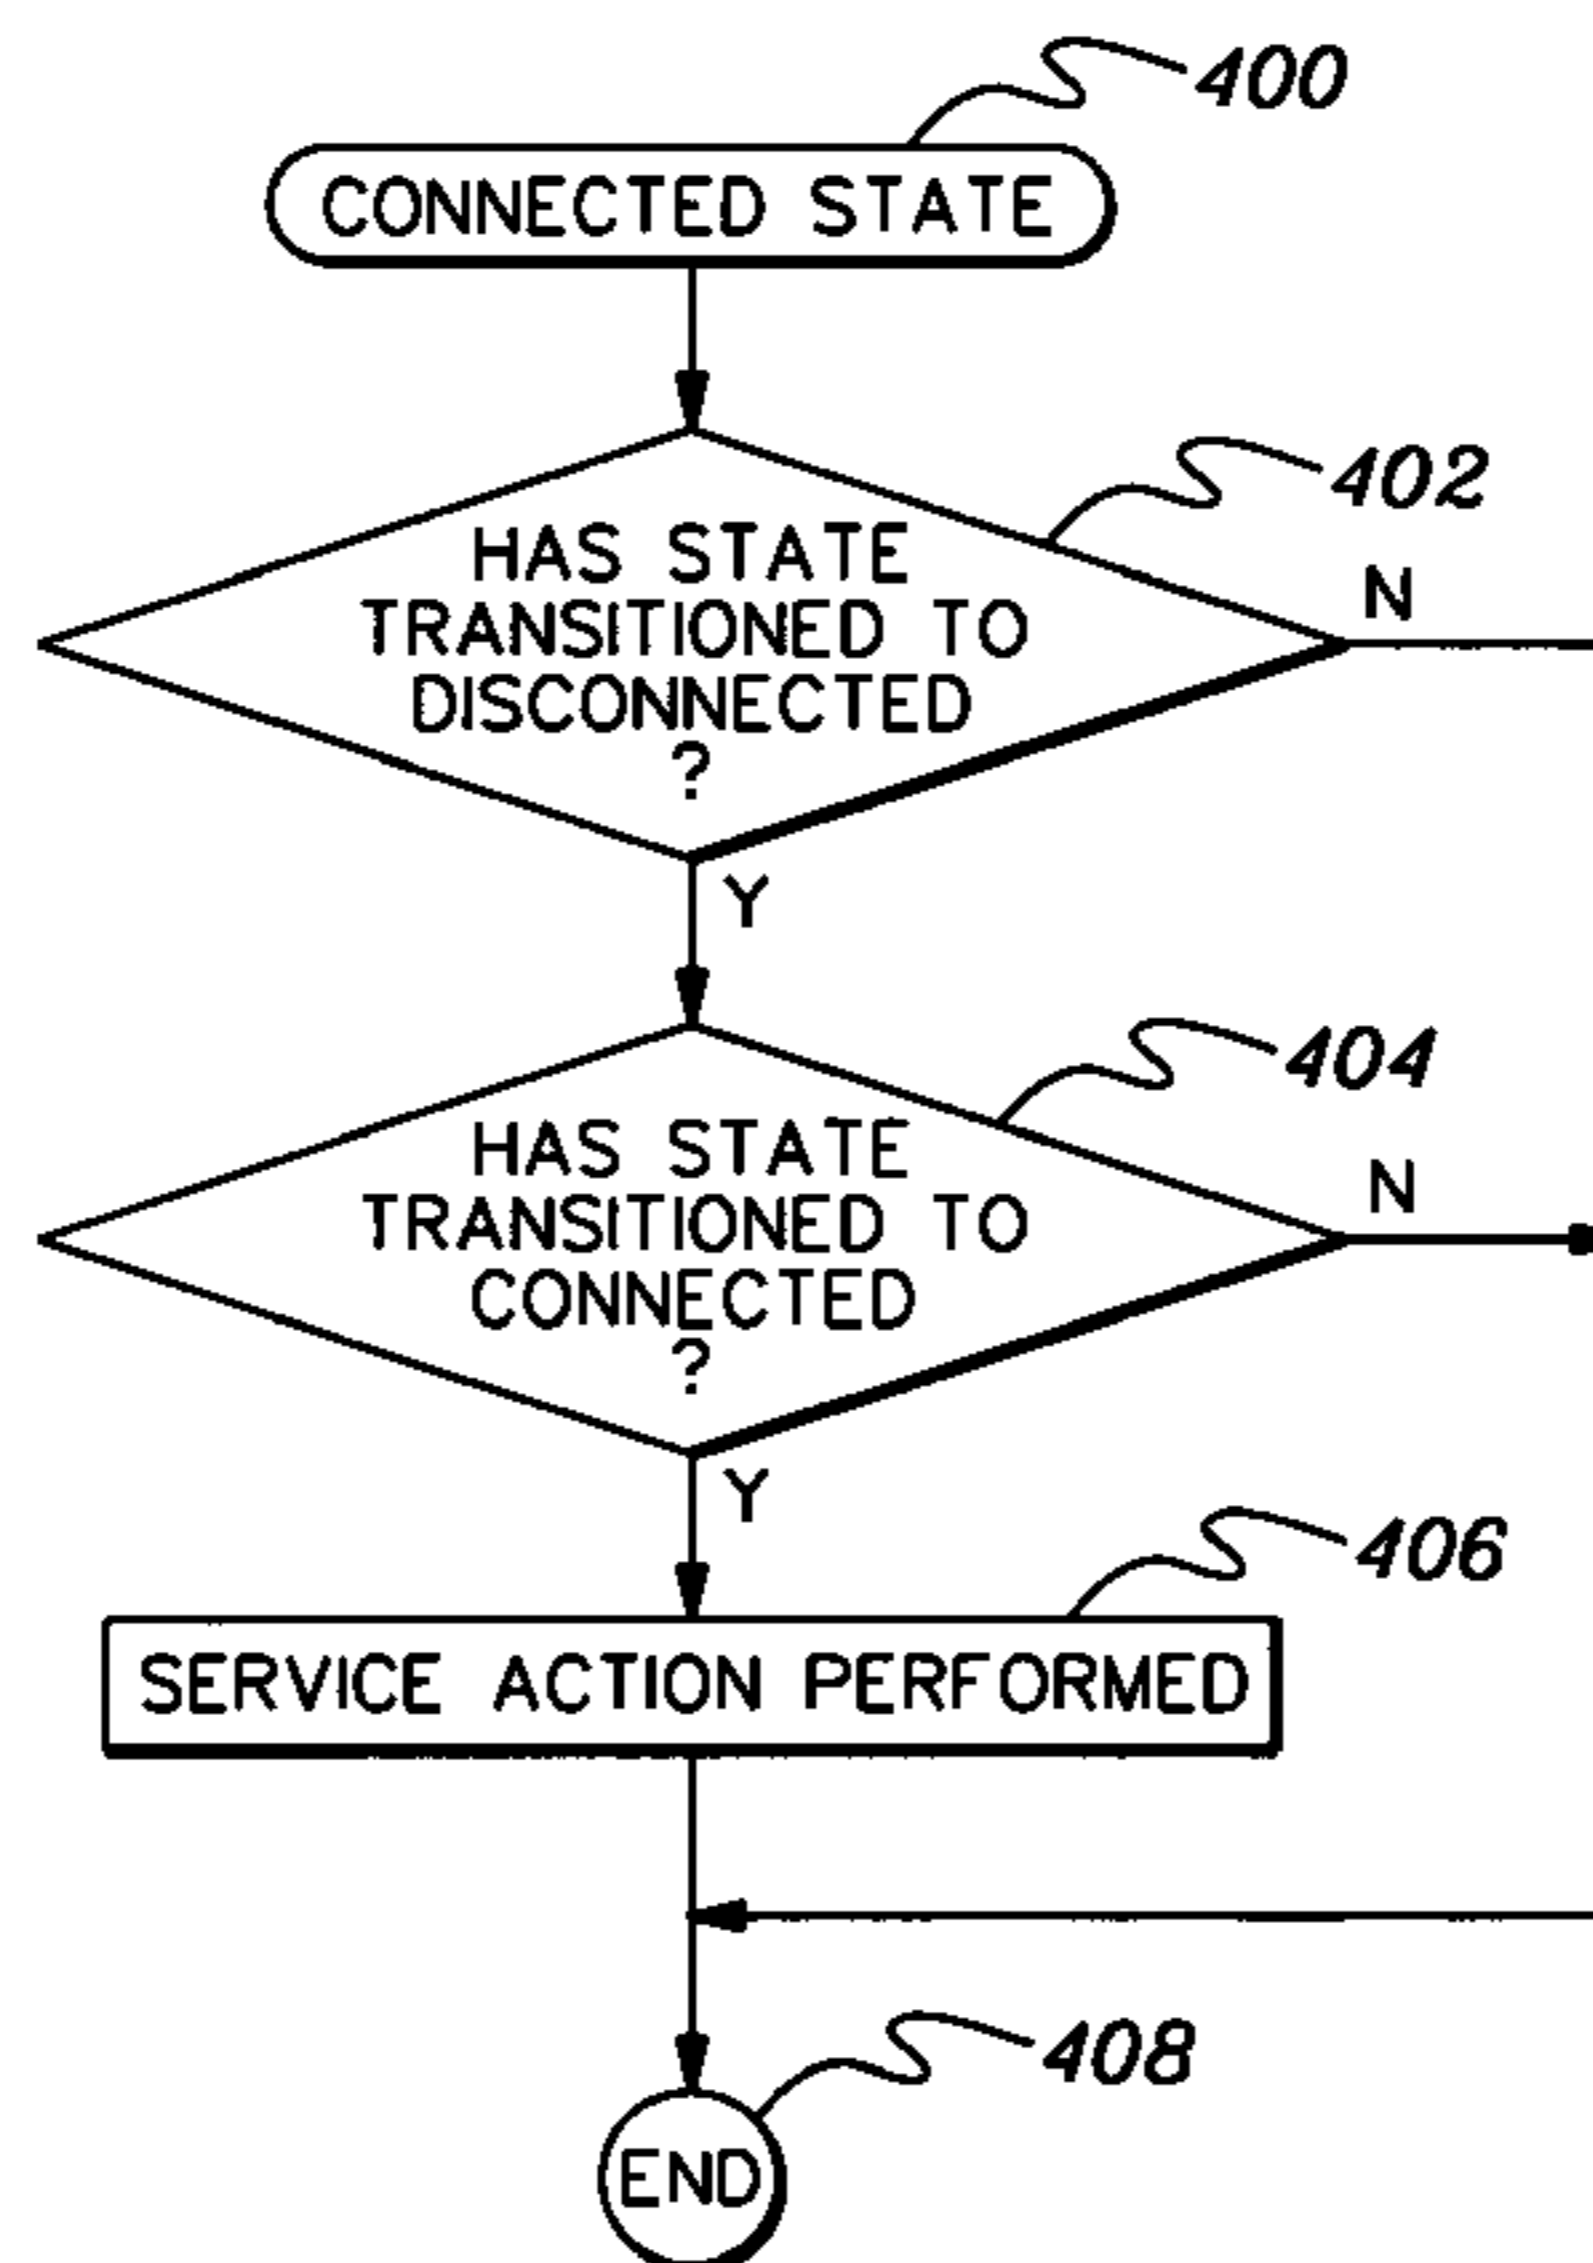 400
CONNECTED STATE
402
HAS STATE
TRANSITIONED TO
DISCONNECTED
?
N
Y
404
HAS STATE
TRANSITIONED TO
CONNECTED
?
N
Y
406
SERVICE ACTION PERFORMED
408
END